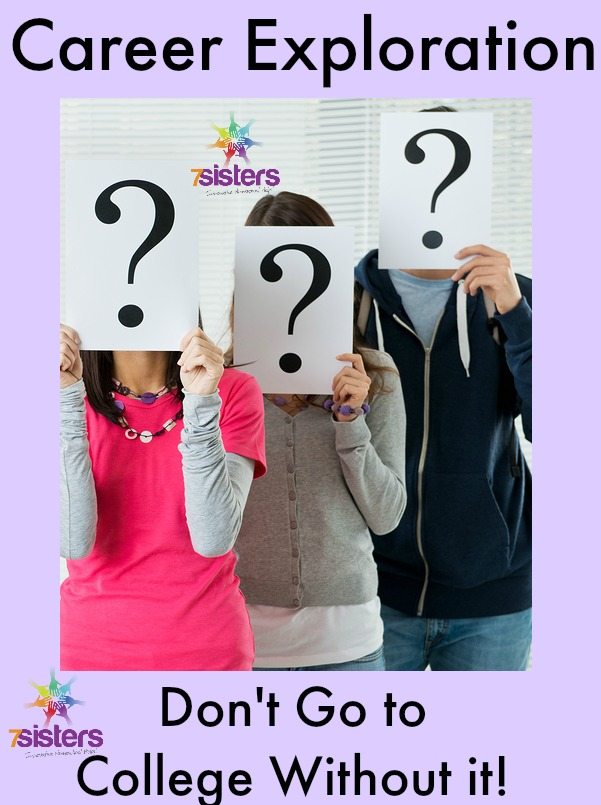 Career Exploration
7sisters
?
?
?
7sisters
Don't Go to
College Without it!